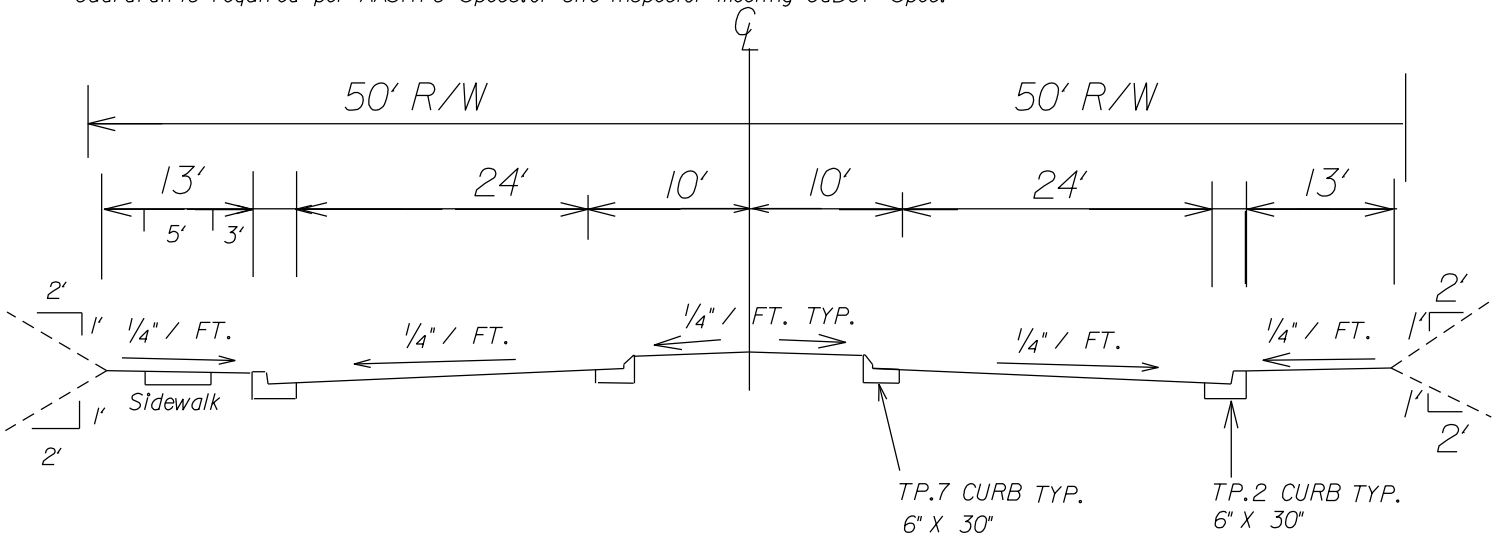 50' R/W 50' R/W
13' 24' 10' 10' 24' 13'
5' 3'
2' 1' 1/4" / FT. 1/4" / FT. 1/4" / FT. TYP. 1/4" / FT. 1/4" / FT. 1' 2'
Sidewalk
1' 2' 1' 2'
TP.7 CURB TYP.
6" X 30"
TP.2 CURB TYP.
6" X 30"